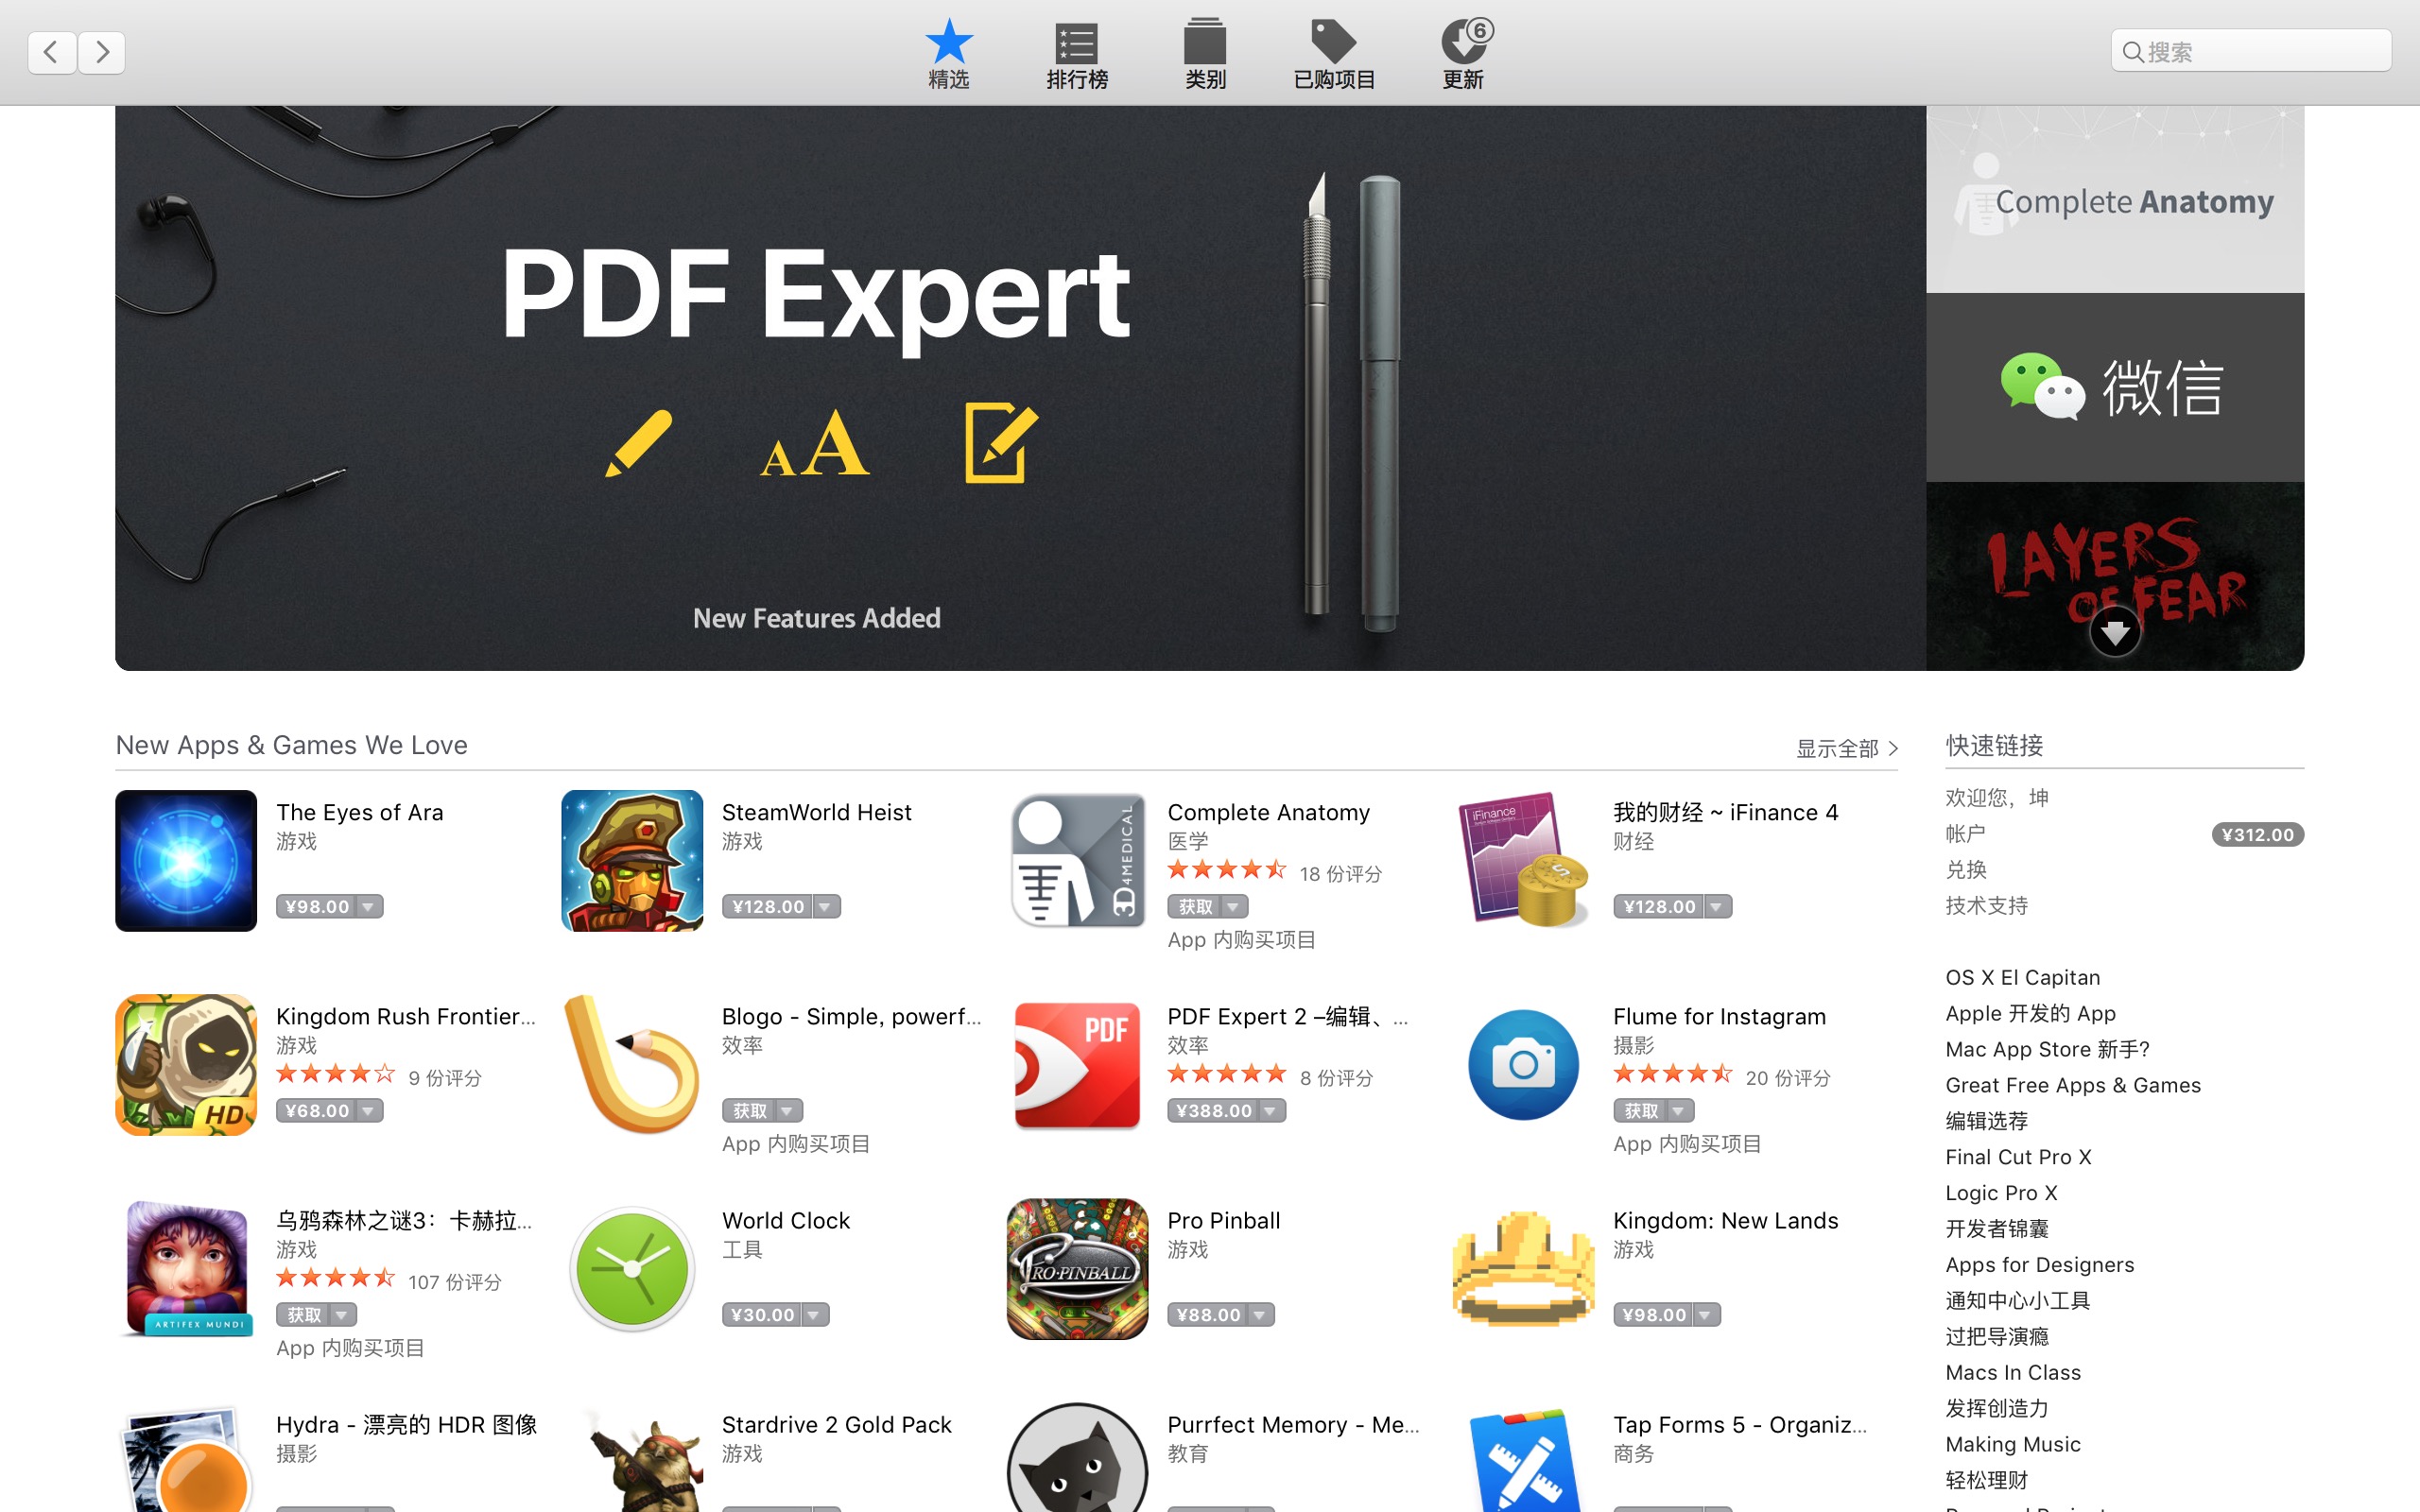 精选
排行榜
类别
已购项目
6
更新
搜索
PDF Expert
AA
New Features Added
Complete Anatomy
微信
LAYERS
OF FEAR
New Apps & Games We Love
显示全部
The Eyes of Ara
游戏
¥98.00
SteamWorld Heist
游戏
¥128.00
3D4MEDICAL
Complete Anatomy
医学
18 份评分
获取
App 内购买项目
iFinance
我的财经 ~ iFinance 4
财经
¥128.00
HD
Kingdom Rush Frontier...
游戏
9 份评分
¥68.00
Blogo - Simple, powerf...
效率
获取
App 内购买项目
PDF
PDF Expert 2 –编辑、...
效率
8 份评分
¥388.00
Flume for Instagram
摄影
20 份评分
获取
App 内购买项目
ARTIFEX MUNDI
乌鸦森林之谜3：卡赫拉...
游戏
107 份评分
获取
App 内购买项目
World Clock
工具
¥30.00
PRO·PINBALL
Pro Pinball
游戏
¥88.00
Kingdom: New Lands
游戏
¥98.00
Hydra - 漂亮的 HDR 图像
摄影
Stardrive 2 Gold Pack
游戏
Purrfect Memory - Me...
教育
Tap Forms 5 - Organiz...
商务
快速链接
欢迎您，坤
帐户
¥312.00
兑换
技术支持
OS X El Capitan
Apple 开发的 App
Mac App Store 新手?
Great Free Apps & Games
编辑选荐
Final Cut Pro X
Logic Pro X
开发者锦囊
Apps for Designers
通知中心小工具
过把导演瘾
Macs In Class
发挥创造力
Making Music
轻松理财